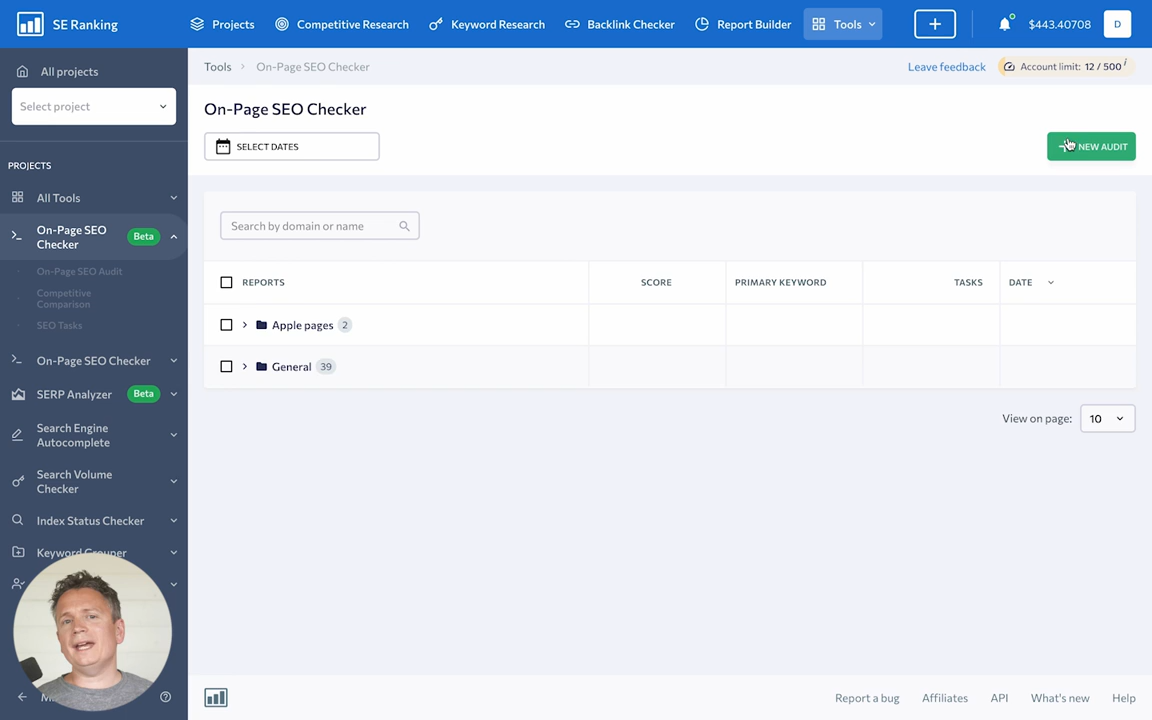 SE Ranking
Projects
Competitive Research
Keyword Research
Backlink Checker
Report Builder
Tools
$443.40708
D
All projects
Select project
PROJECTS
All Tools
On-Page SEO
Checker
Beta
On-Page SEO Audit
Competitive
Comparison
SEO Tasks
On-Page SEO Checker
SERP Analyzer
Beta
Search Engine
Autocomplete
Search Volume
Checker
Index Status Checker
Keyword Grouper
Tools > On-Page SEO Checker
Leave feedback
Account limit: 12 / 500 i
On-Page SEO Checker
SELECT DATES
NEW AUDIT
Search by domain or name
REPORTS
SCORE
PRIMARY KEYWORD
TASKS
DATE
Apple pages 2
General 39
View on page:
10
Report a bug
Affiliates
API
What's new
Help